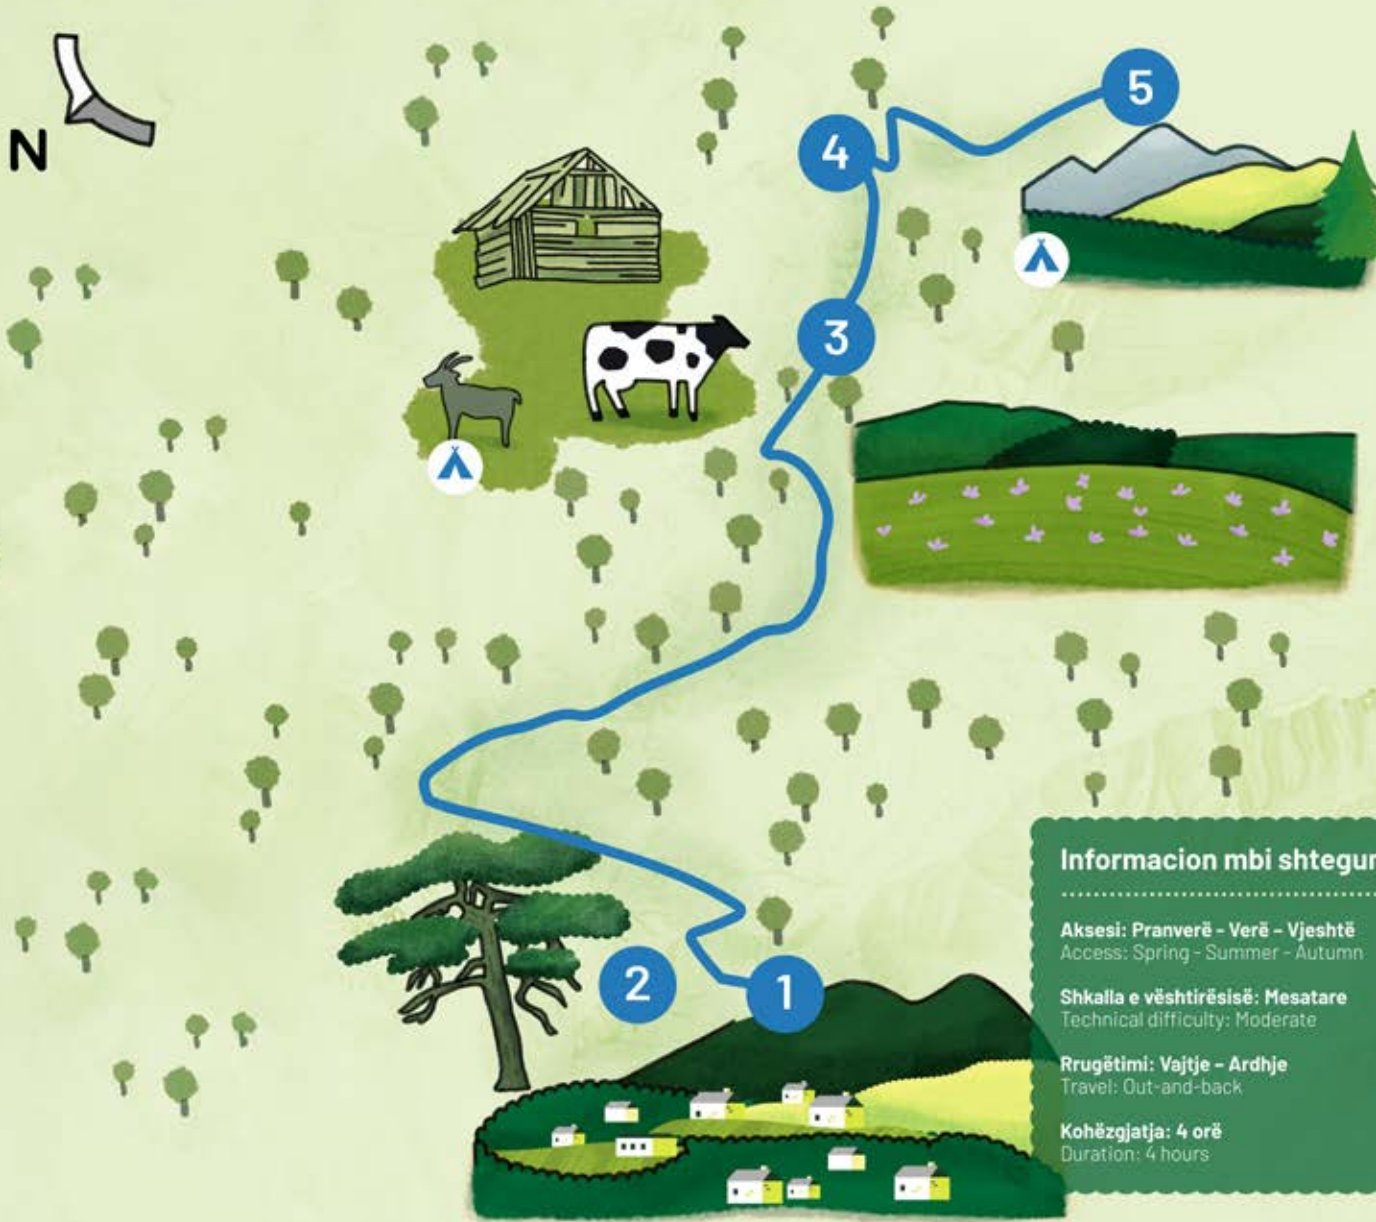 N
5
4
3
2
1
Informacion mbi shtegun
Aksesi: Pranverë - Verë - Vjeshtë
Access: Spring - Summer - Autumn
Shkalla e vështirësisë: Mesatare
Technical difficulty: Moderate
Rrugëtimi: Vajtje - Ardhje
Travel: Out-and-back
Kohëzgjatja: 4 orë
Duration: 4 hours